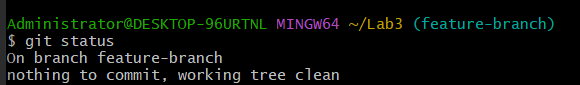 Administrator@DESKTOP-96URTNL MINGW64 ~/Lab3 (feature-branch)
$ git status
On branch feature-branch
nothing to commit, working tree clean